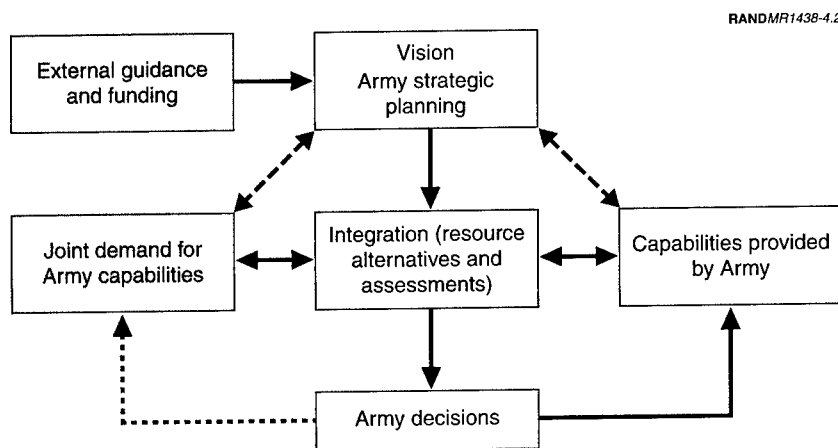 RANDMR1438-4.2
External guidance
and funding
Vision
Army strategic
planning
Joint demand for
Army capabilities
Integration (resource
alternatives and
assessments)
Capabilities provided
by Army
Army decisions